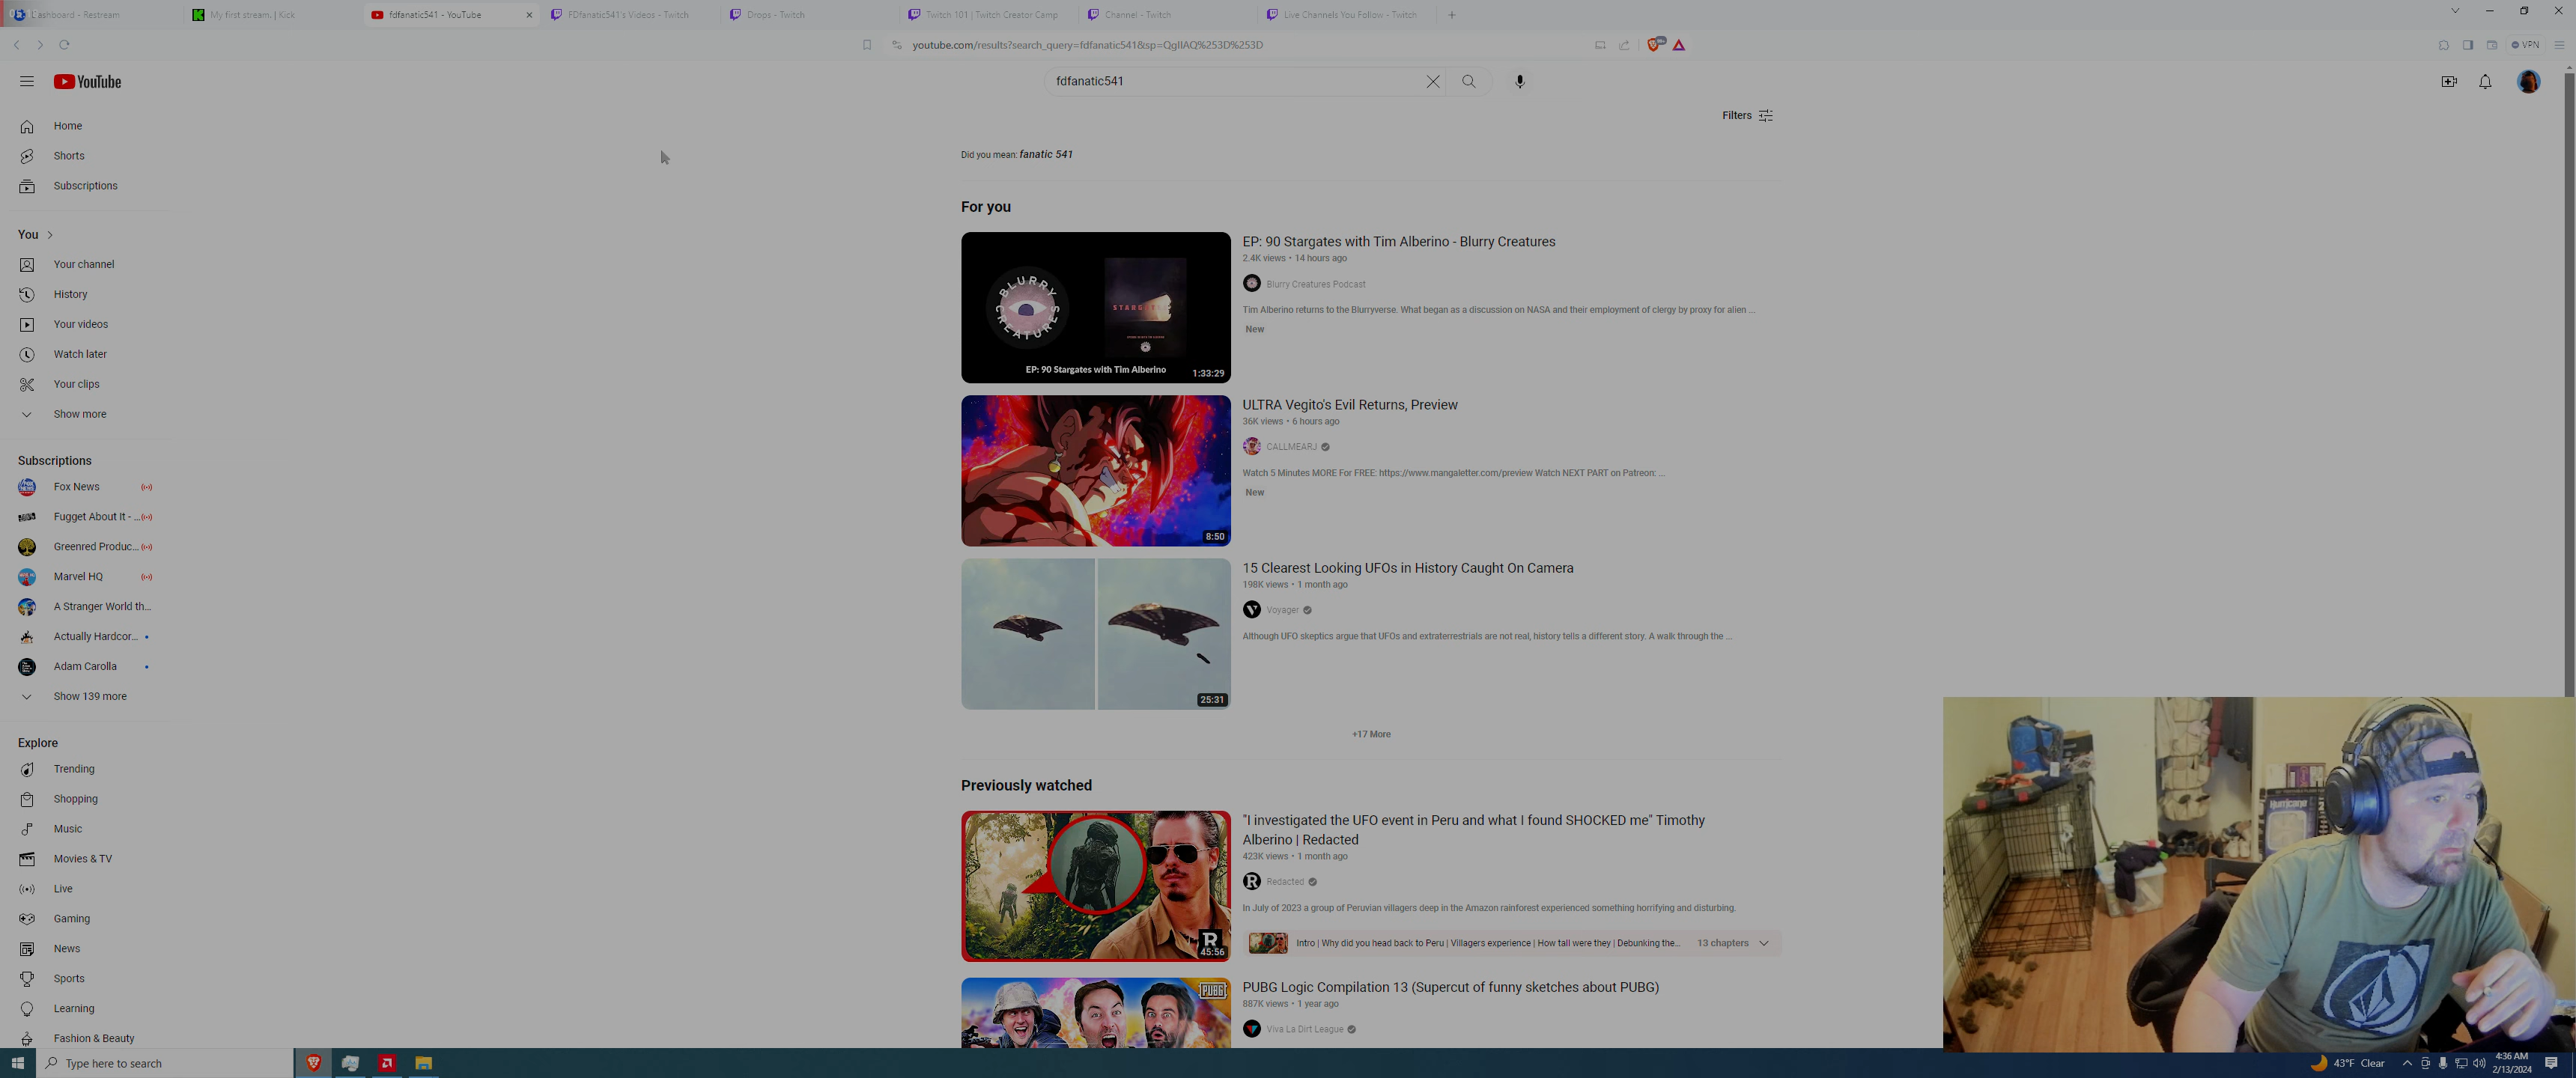 Dashboard - Restream
My first stream. | Kick
fdfanatic541 - YouTube
FDfanatic541's Videos - Twitch
Drops - Twitch
Twitch 101 | Twitch Creator Camp
Channel - Twitch
Live Channels You Follow - Twitch
youtube.com/results?search_query=fdfanatic541&sp=QgIIAQ%253D%253D
VPN
YouTube
fdfanatic541
Filters
Home
Shorts
Subscriptions
You
Your channel
History
Your videos
Watch later
Your clips
Show more
Subscriptions
Fox News
Fugget About It - ...
Greenred Produc...
Marvel HQ
A Stranger World th...
Actually Hardcor...
Adam Carolla
Show 139 more
Explore
Trending
Shopping
Music
Movies & TV
Live
Gaming
News
Sports
Learning
Fashion & Beauty
Did you mean: fanatic 541
For you
BLURRY CREATURES
EP: 90 Stargates with Tim Alberino
1:33:29
EP: 90 Stargates with Tim Alberino - Blurry Creatures
2.4K views • 14 hours ago
Blurry Creatures Podcast
Tim Alberino returns to the Blurryverse. What began as a discussion on NASA and their employment of clergy by proxy for alien ...
New
8:50
ULTRA Vegito's Evil Returns, Preview
36K views • 6 hours ago
CALLMEARJ
Watch 5 Minutes MORE For FREE: https://www.mangaletter.com/preview Watch NEXT PART on Patreon: ...
New
25:31
15 Clearest Looking UFOs in History Caught On Camera
198K views • 1 month ago
Voyager
Although UFO skeptics argue that UFOs and extraterrestrials are not real, history tells a different story. A walk through the ...
+17 More
Previously watched
R
45:56
"I investigated the UFO event in Peru and what I found SHOCKED me" Timothy
Alberino | Redacted
423K views • 1 month ago
Redacted
In July of 2023 a group of Peruvian villagers deep in the Amazon rainforest experienced something horrifying and disturbing.
Intro | Why did you head back to Peru | Villagers experience | How tall were they | Debunking the...
13 chapters
PUBG
PUBG Logic Compilation 13 (Supercut of funny sketches about PUBG)
887K views • 1 year ago
Viva La Dirt League
Hurricane
Type here to search
43°F Clear
4:36 AM
2/13/2024